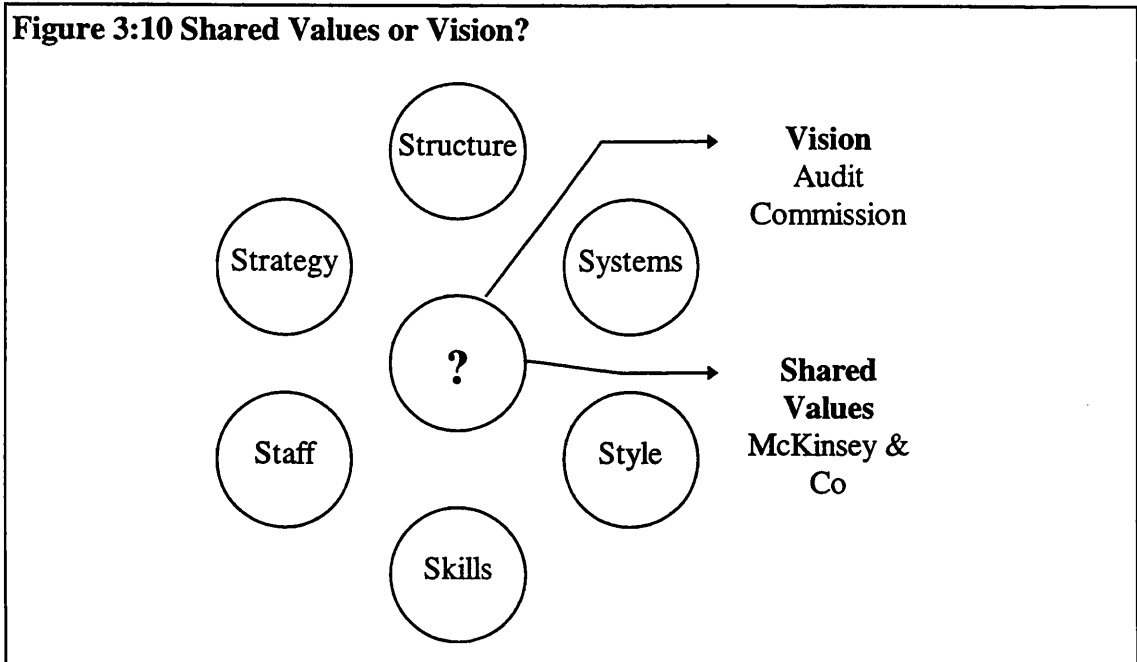 Figure 3:10 Shared Values or Vision?
Structure
Vision
Audit
Commission
Strategy
Systems
?
Shared
Values
McKinsey &
Co
Staff
Style
Skills